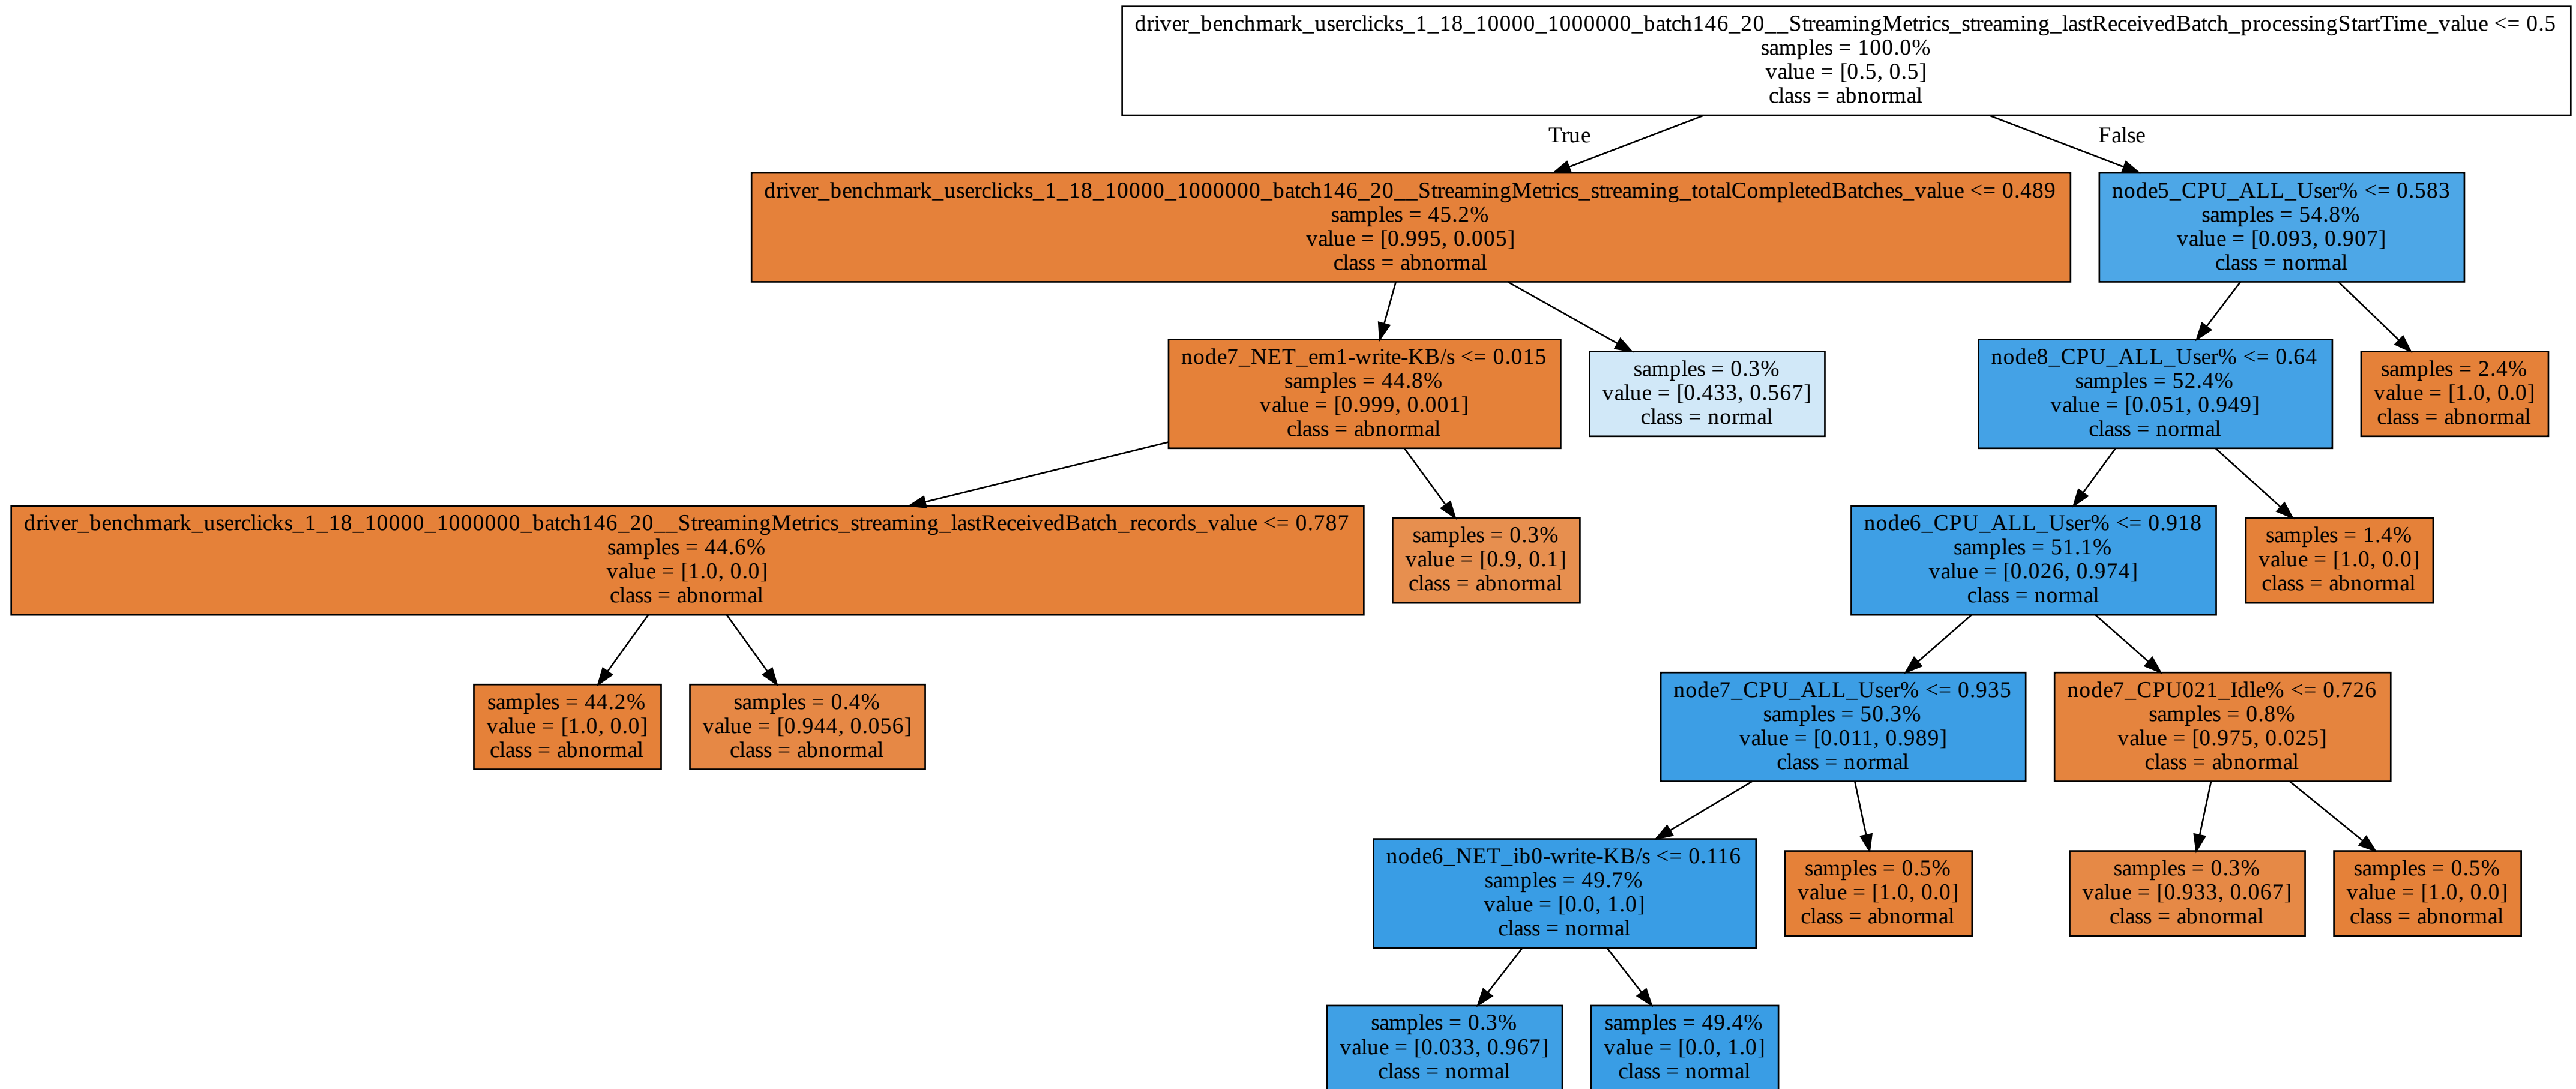 driver_benchmark_userclicks_1_18_10000_1000000_batch146_20__StreamingMetrics_streaming_lastReceivedBatch_processingStartTime_value <= 0.5
samples = 100.0%
value = [0.5, 0.5]
class = abnormal
True
False
driver_benchmark_userclicks_1_18_10000_1000000_batch146_20__StreamingMetrics_streaming_totalCompletedBatches_value <= 0.489
samples = 45.2%
value = [0.995, 0.005]
class = abnormal
node5_CPU_ALL_User% <= 0.583
samples = 54.8%
value = [0.093, 0.907]
class = normal
node7_NET_em1-write-KB/s <= 0.015
samples = 44.8%
value = [0.999, 0.001]
class = abnormal
samples = 0.3%
value = [0.433, 0.567]
class = normal
node8_CPU_ALL_User% <= 0.64
samples = 52.4%
value = [0.051, 0.949]
class = normal
samples = 2.4%
value = [1.0, 0.0]
class = abnormal
driver_benchmark_userclicks_1_18_10000_1000000_batch146_20__StreamingMetrics_streaming_lastReceivedBatch_records_value <= 0.787
samples = 44.6%
value = [1.0, 0.0]
class = abnormal
samples = 0.3%
value = [0.9, 0.1]
class = abnormal
node6_CPU_ALL_User% <= 0.918
samples = 51.1%
value = [0.026, 0.974]
class = normal
samples = 1.4%
value = [1.0, 0.0]
class = abnormal
samples = 44.2%
value = [1.0, 0.0]
class = abnormal
samples = 0.4%
value = [0.944, 0.056]
class = abnormal
node7_CPU_ALL_User% <= 0.935
samples = 50.3%
value = [0.011, 0.989]
class = normal
node7_CPU021_Idle% <= 0.726
samples = 0.8%
value = [0.975, 0.025]
class = abnormal
node6_NET_ib0-write-KB/s <= 0.116
samples = 49.7%
value = [0.0, 1.0]
class = normal
samples = 0.5%
value = [1.0, 0.0]
class = abnormal
samples = 0.3%
value = [0.933, 0.067]
class = abnormal
samples = 0.5%
value = [1.0, 0.0]
class = abnormal
samples = 0.3%
value = [0.033, 0.967]
class = normal
samples = 49.4%
value = [0.0, 1.0]
class = normal